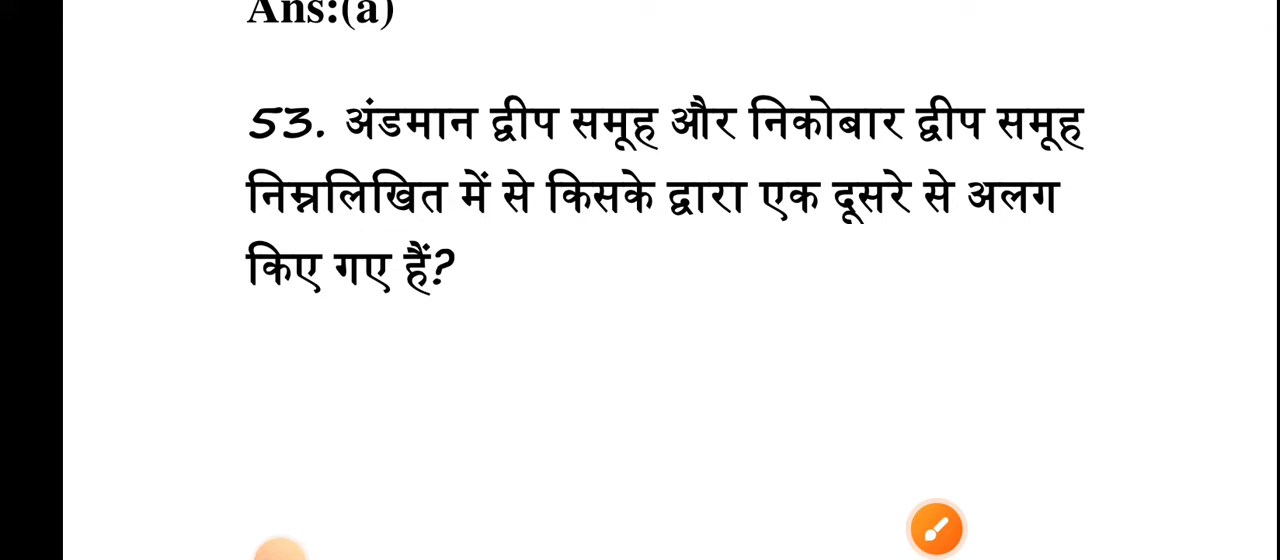 Ans:(a)
53. अंडमान द्वीप समूह और निकोबार द्वीप समूह
निम्नलिखित में से किसके द्वारा एक दूसरे से अलग
किए गए हैं?